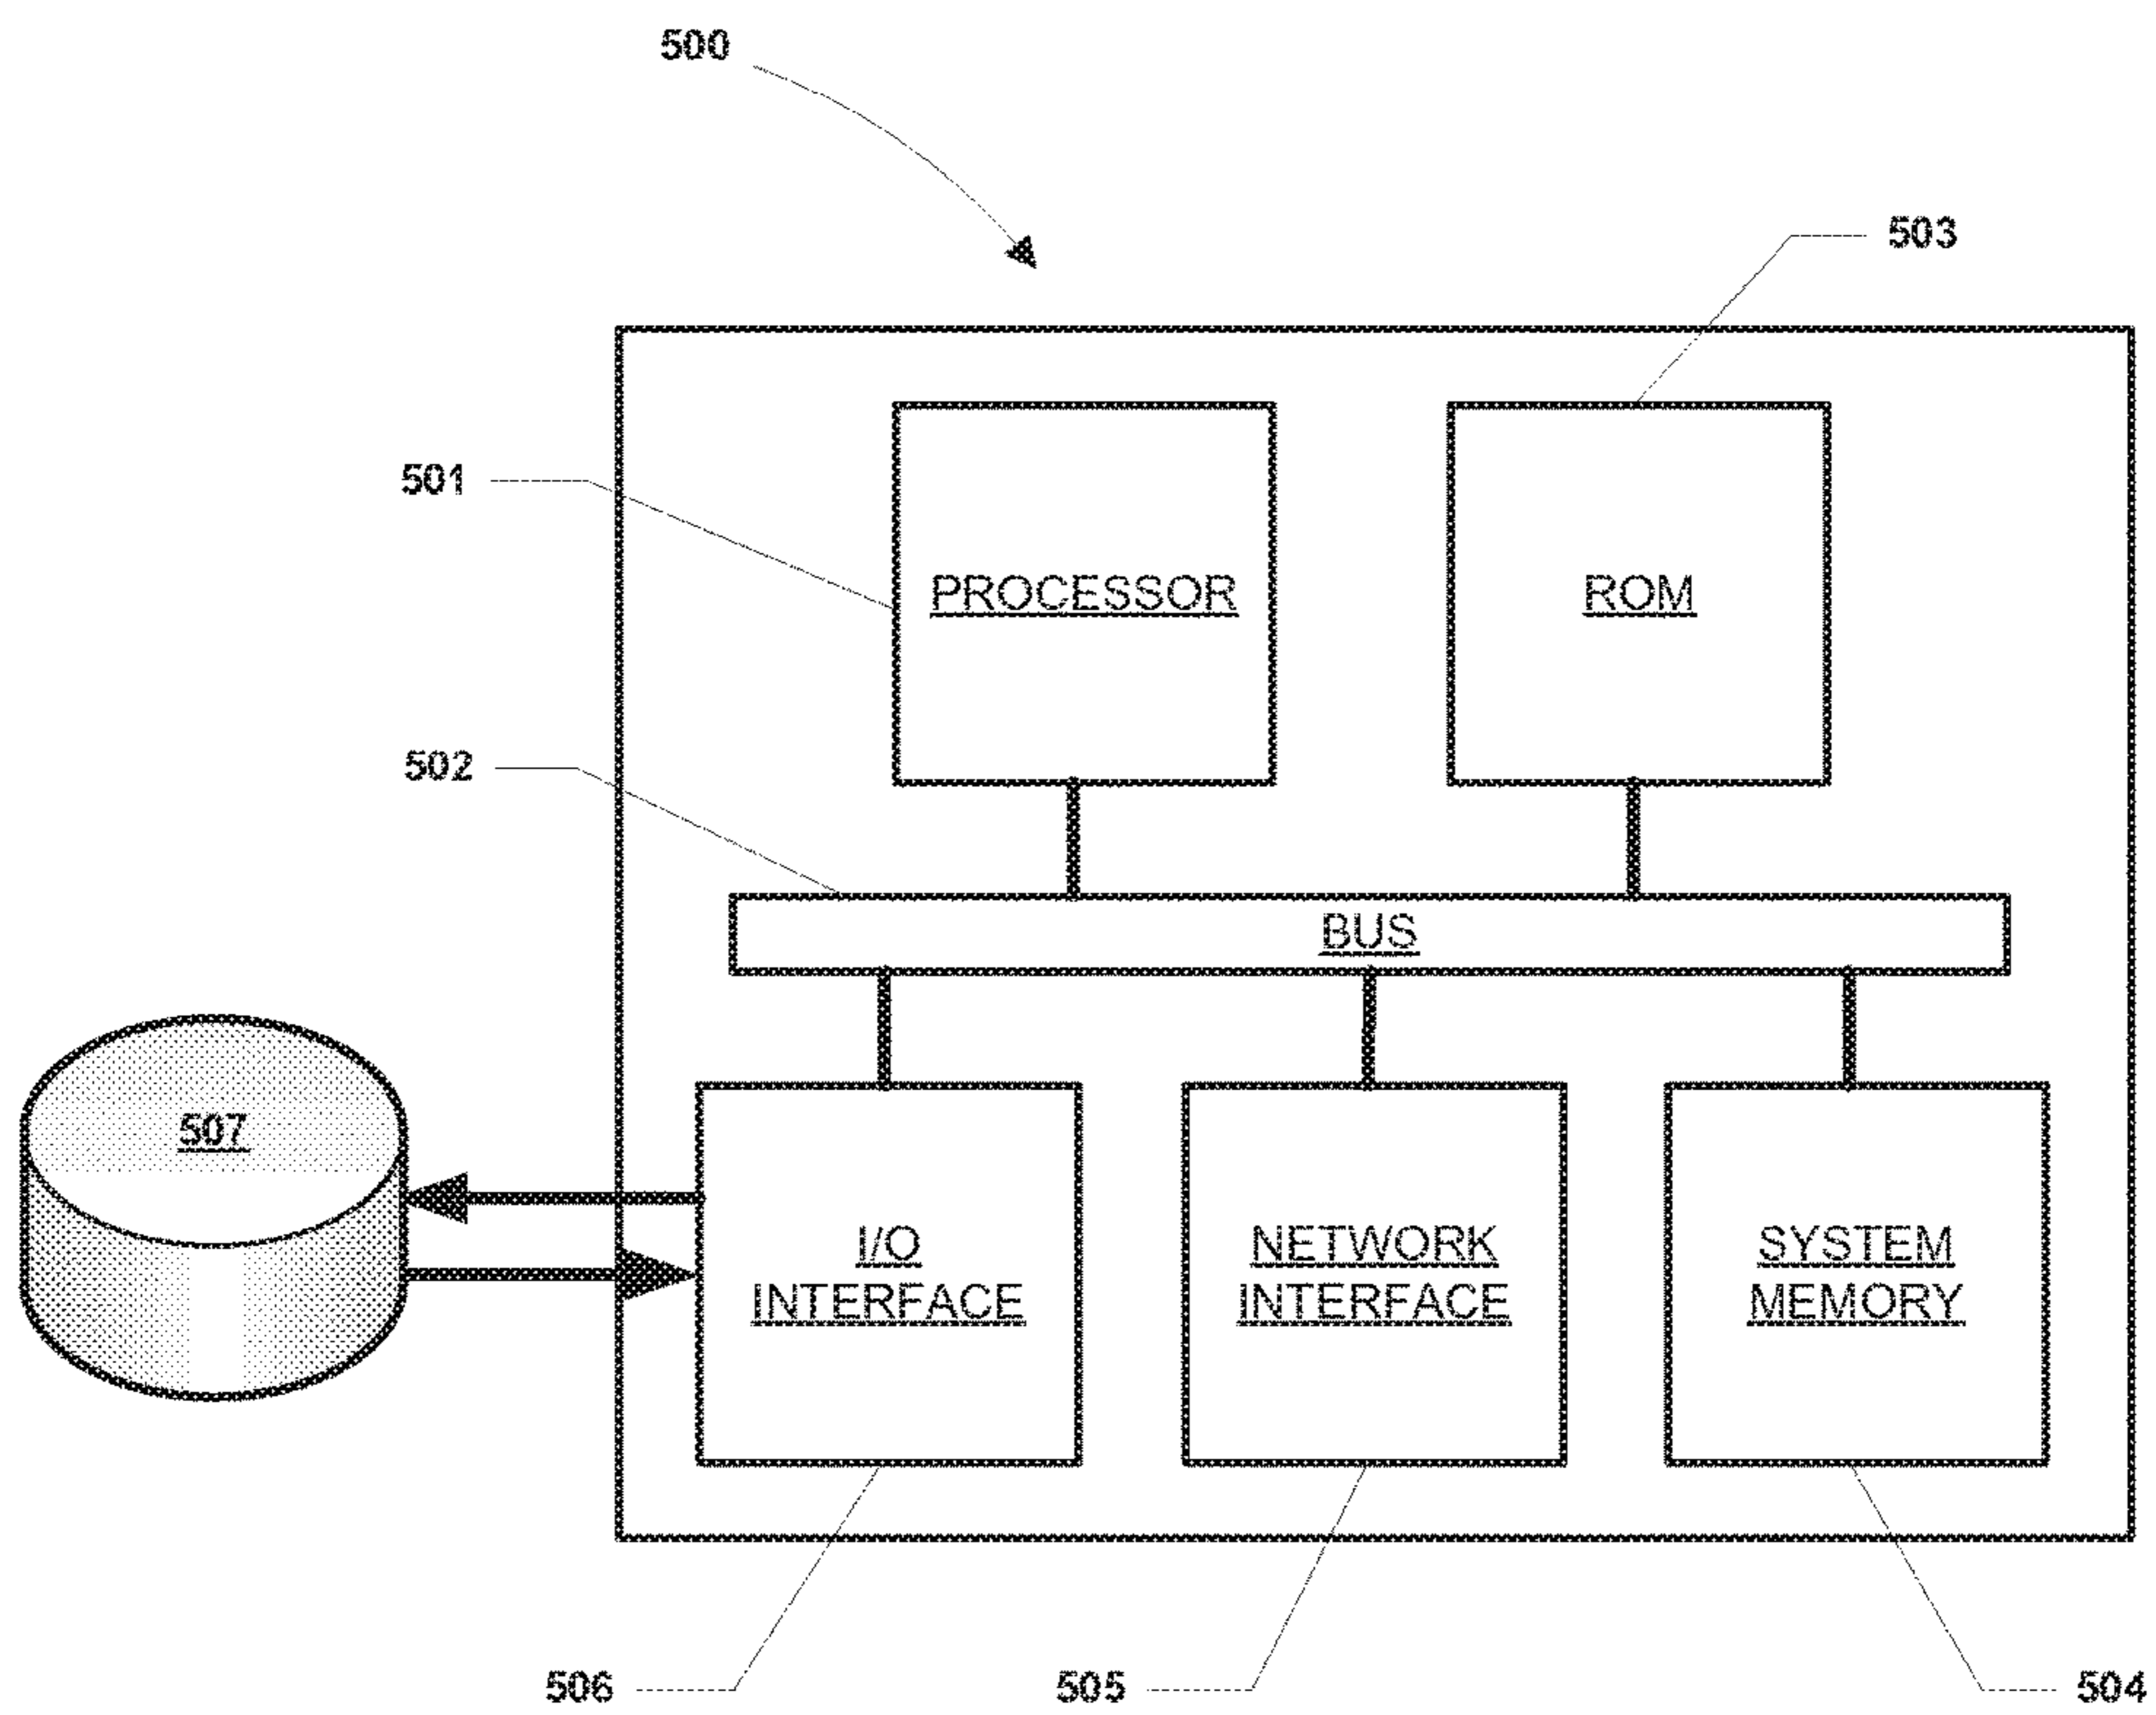 500
503
501
PROCESSOR
ROM
502
BUS
507
I/O
INTERFACE
NETWORK
INTERFACE
SYSTEM
MEMORY
506
505
504